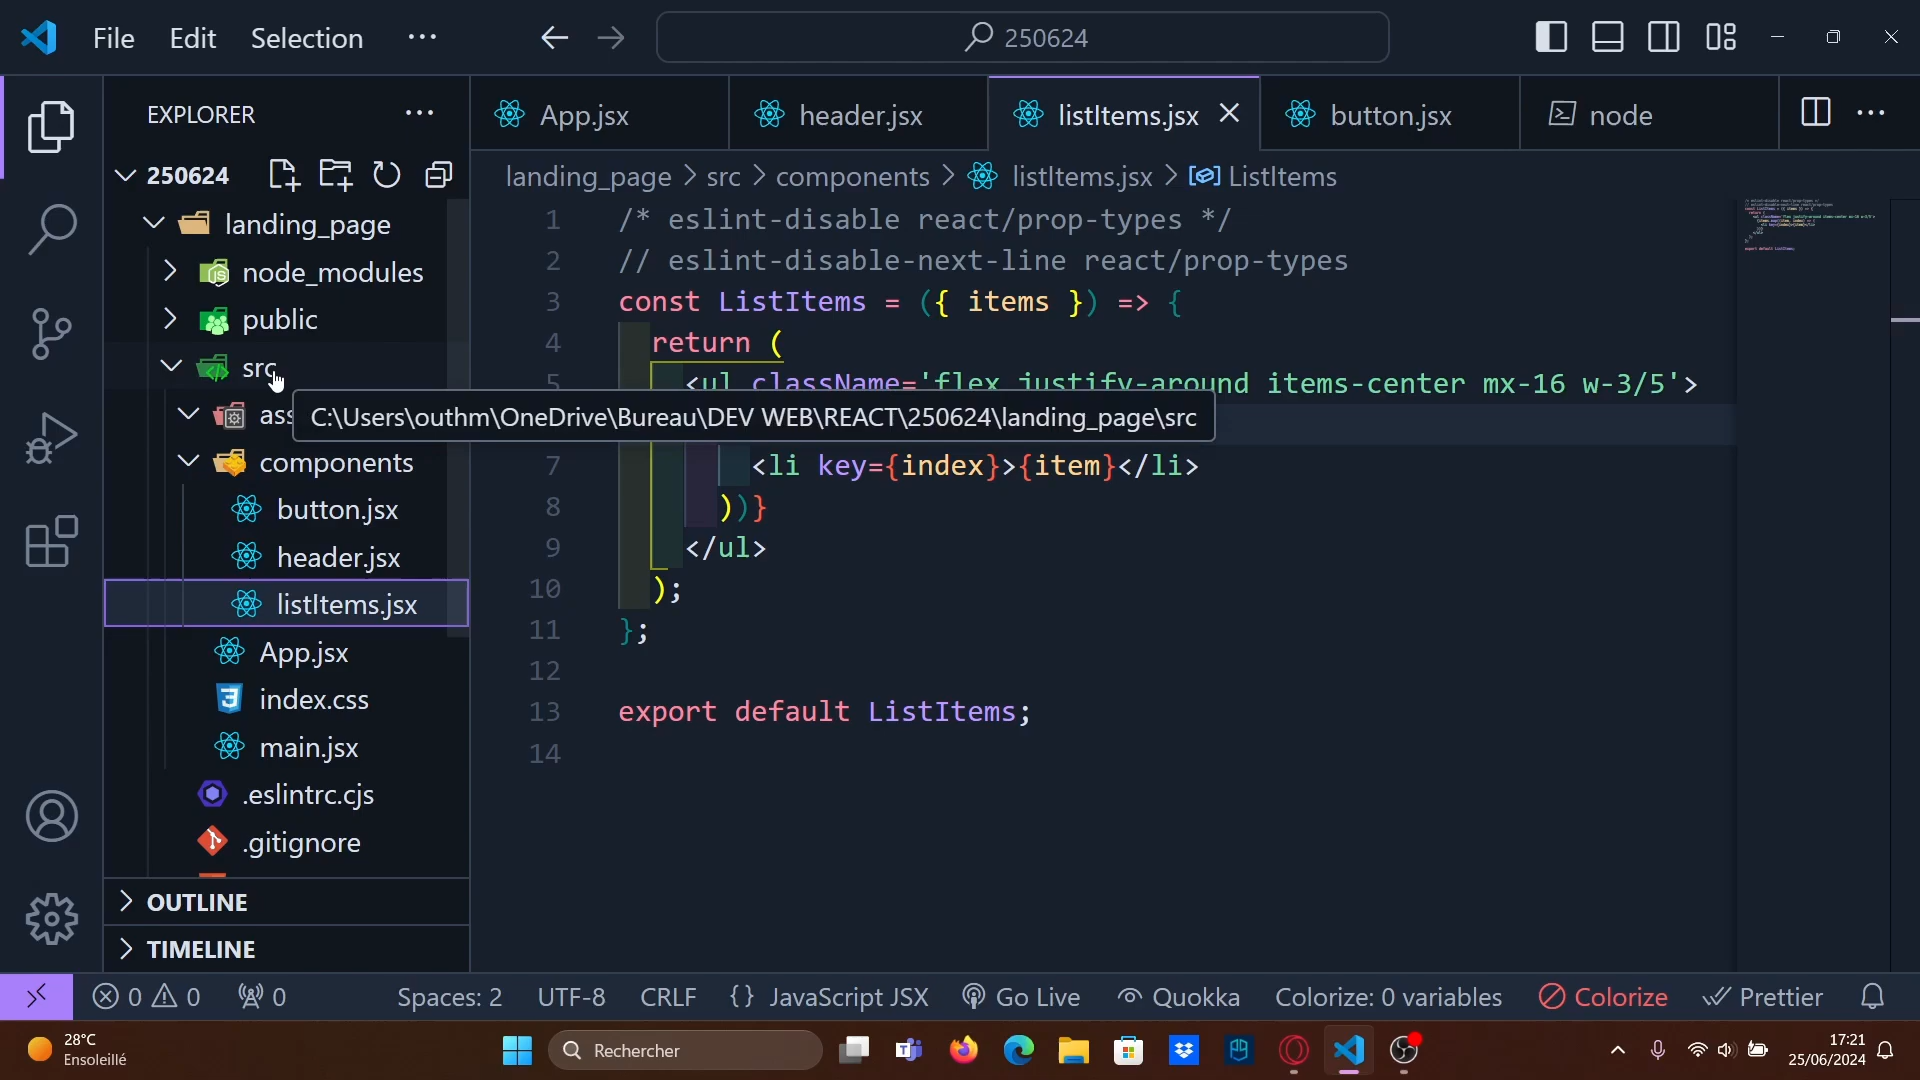 File Edit Selection ···
250624
EXPLORER ···
250624
landing_page
node_modules
public
src
ass
components
button.jsx
header.jsx
listItems.jsx
App.jsx
index.css
main.jsx
.eslintrc.cjs
.gitignore
OUTLINE
TIMELINE
App.jsx header.jsx listItems.jsx button.jsx node ···
landing_page > src > components > listItems.jsx > ListItems
1 /* eslint-disable react/prop-types */
2 // eslint-disable-next-line react/prop-types
3 const ListItems = ({ items }) => {
4 return (
5 <ul className='flex justify-around items-center mx-16 w-3/5'>
C:\Users\outhm\OneDrive\Bureau\DEV WEB\REACT\250624\landing_page\src
7 <li key={index}>{item}</li>
8 ))}
9 </ul>
10 );
11 };
12
13 export default ListItems;
14
0 0 0 Spaces: 2 UTF-8 CRLF {} JavaScript JSX Go Live Quokka Colorize: 0 variables Colorize Prettier
28°C
Ensoleillé
Rechercher
17:21
25/06/2024